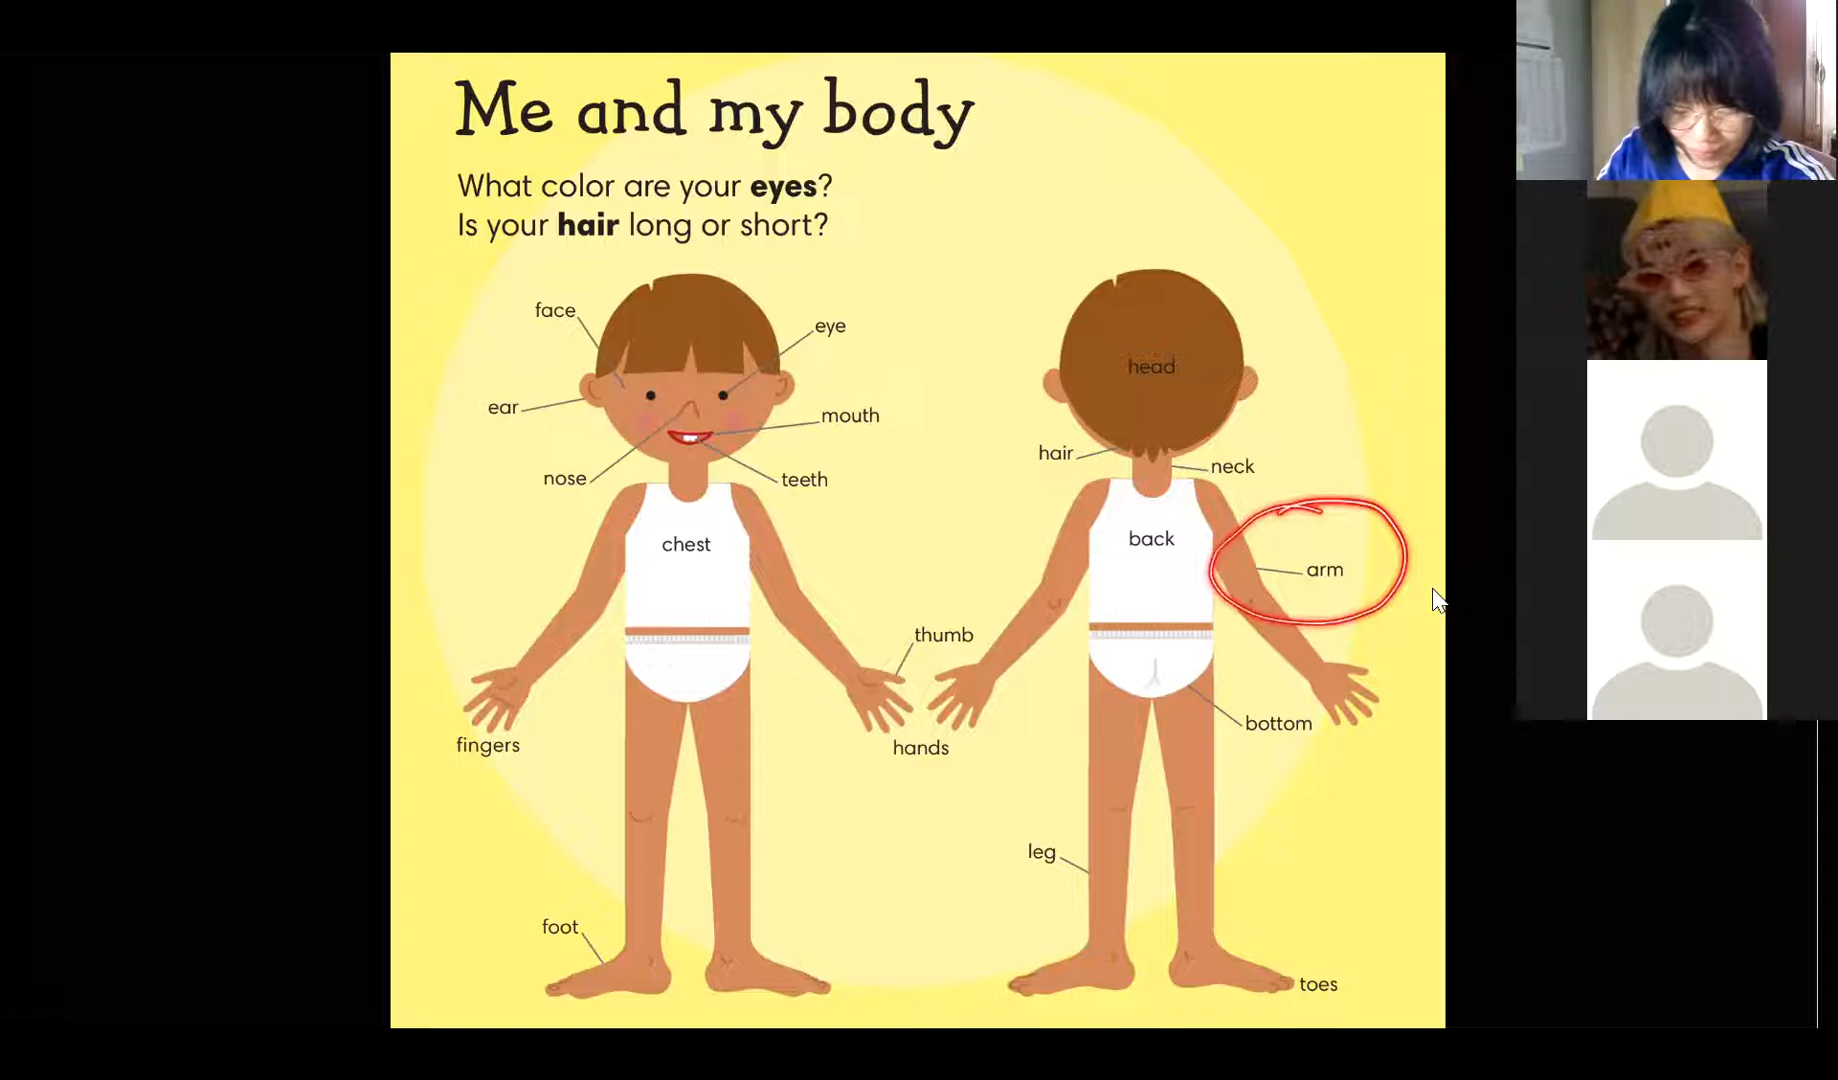 Me and my body
What color are your eyes?
Is your hair long or short?
face
eye
ear
mouth
nose
teeth
chest
thumb
fingers
hands
foot
head
hair
neck
back
arm
bottom
leg
toes